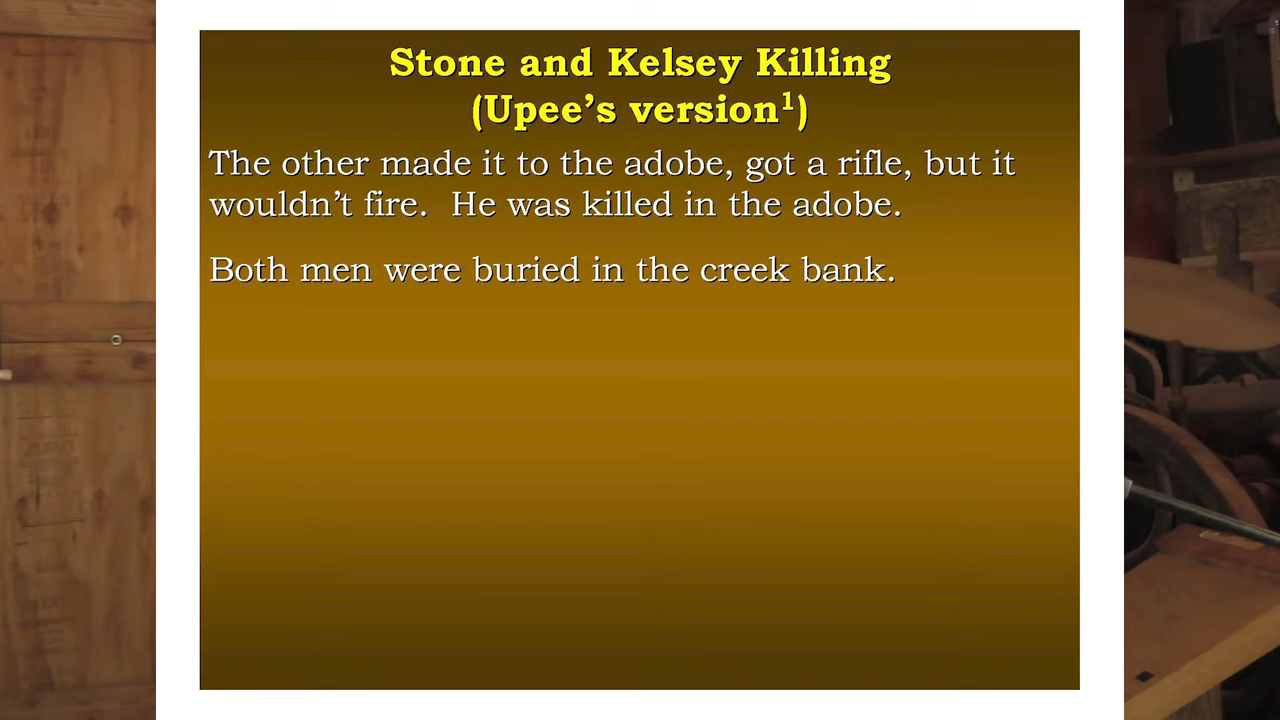 Stone and Kelsey Killing
(Upee’s version¹)
The other made it to the adobe, got a rifle, but it
wouldn’t fire.  He was killed in the adobe.
Both men were buried in the creek bank.